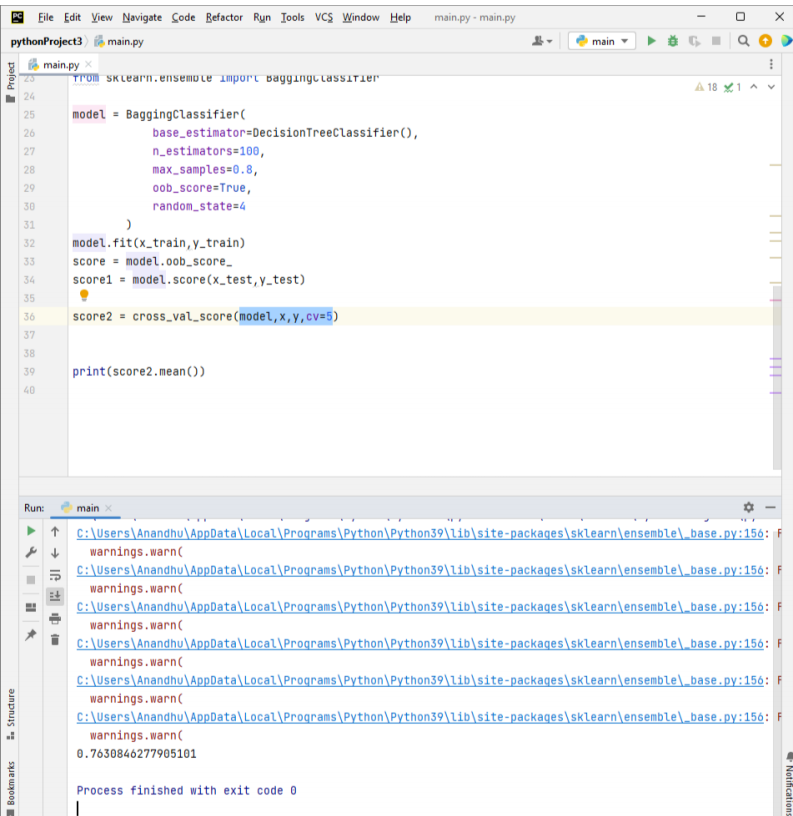 PC File Edit View Navigate Code Refactor Run Tools VCS Window Help main.py - main.py
pythonProject3 main.py main
Project
main.py
23 from sklearn.ensemble import BaggingClassifier
24
18 1
25 model = BaggingClassifier(
26 base_estimator=DecisionTreeClassifier(),
27 n_estimators=100,
28 max_samples=0.8,
29 oob_score=True,
30 random_state=4
31 )
32 model.fit(x_train,y_train)
33 score = model.oob_score_
34 score1 = model.score(x_test,y_test)
35
36 score2 = cross_val_score(model,x,y,cv=5)
37
38
39 print(score2.mean())
40
Run: main
C:\Users\Anandhu\AppData\Local\Programs\Python\Python39\lib\site-packages\sklearn\ensemble\_base.py:156: F
warnings.warn(
C:\Users\Anandhu\AppData\Local\Programs\Python\Python39\lib\site-packages\sklearn\ensemble\_base.py:156: F
warnings.warn(
C:\Users\Anandhu\AppData\Local\Programs\Python\Python39\lib\site-packages\sklearn\ensemble\_base.py:156: F
warnings.warn(
C:\Users\Anandhu\AppData\Local\Programs\Python\Python39\lib\site-packages\sklearn\ensemble\_base.py:156: F
warnings.warn(
C:\Users\Anandhu\AppData\Local\Programs\Python\Python39\lib\site-packages\sklearn\ensemble\_base.py:156: F
warnings.warn(
C:\Users\Anandhu\AppData\Local\Programs\Python\Python39\lib\site-packages\sklearn\ensemble\_base.py:156: F
warnings.warn(
0.7630846277905101
Process finished with exit code 0
Structure
Bookmarks
Notifications